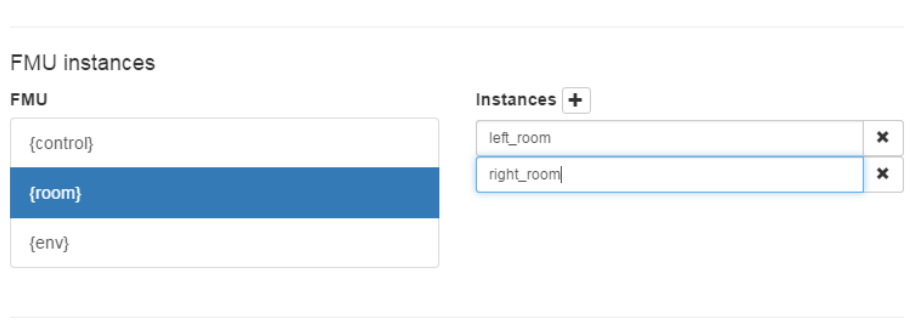 FMU instances
FMU
{control}
{room}
{env}
Instances
left_room
right_room